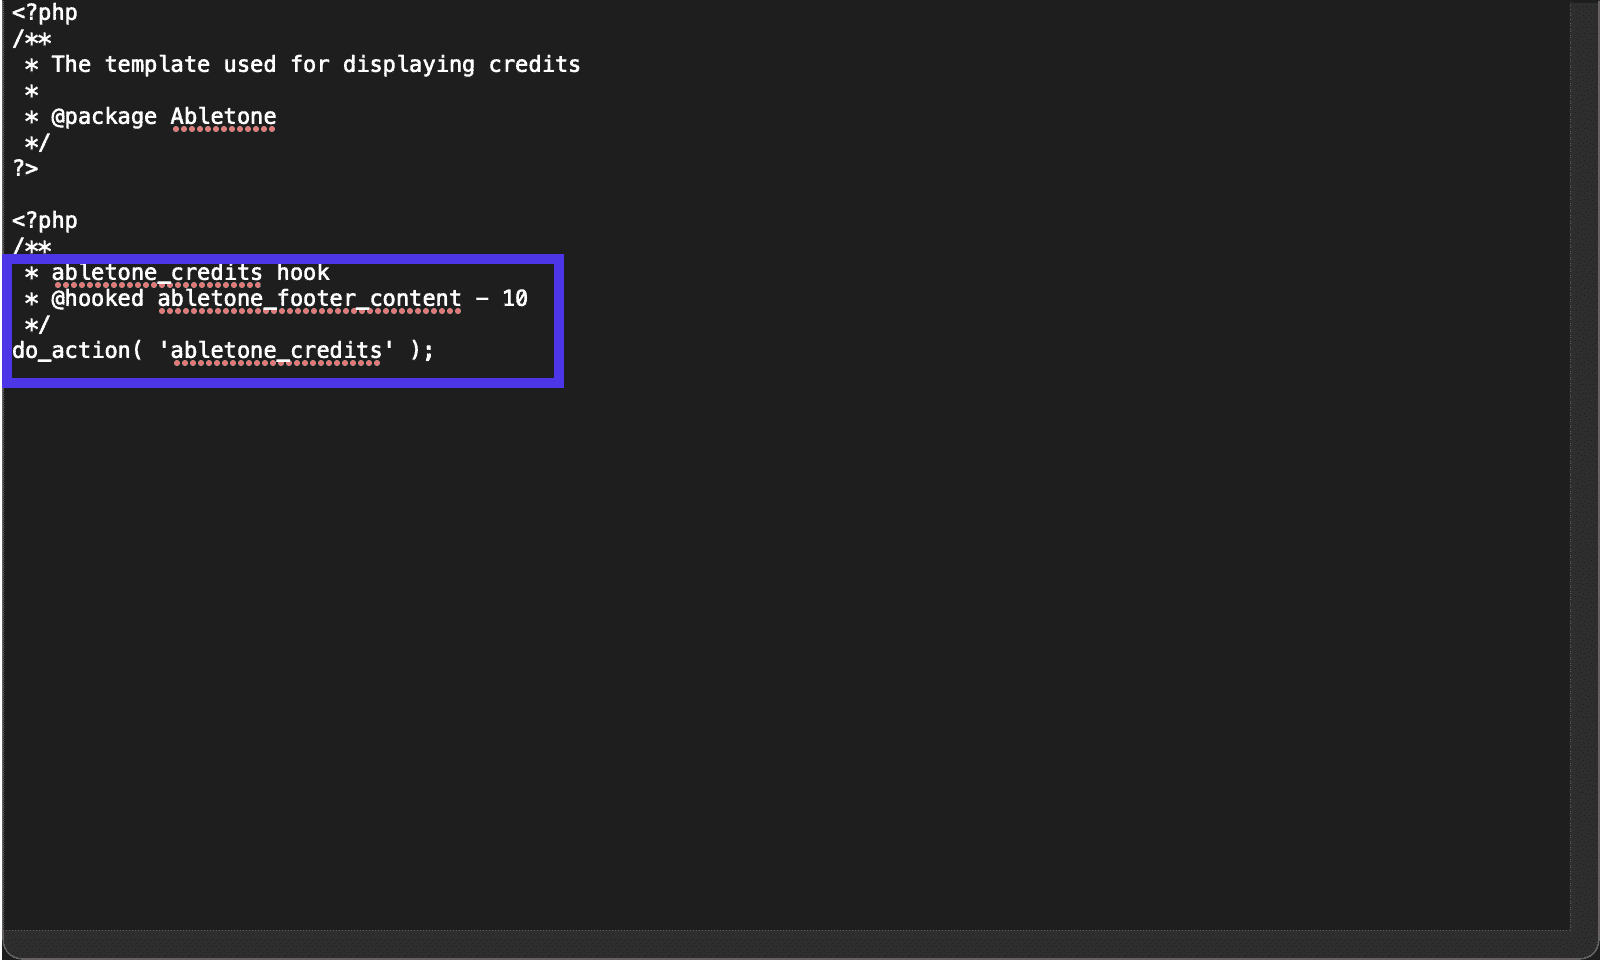 <?php
/**
 * The template used for displaying credits
 *
 * @package Abletone
 */
?>

<?php
/**
 * abletone_credits hook
 * @hooked abletone_footer_content - 10
 */
do_action( 'abletone_credits' );